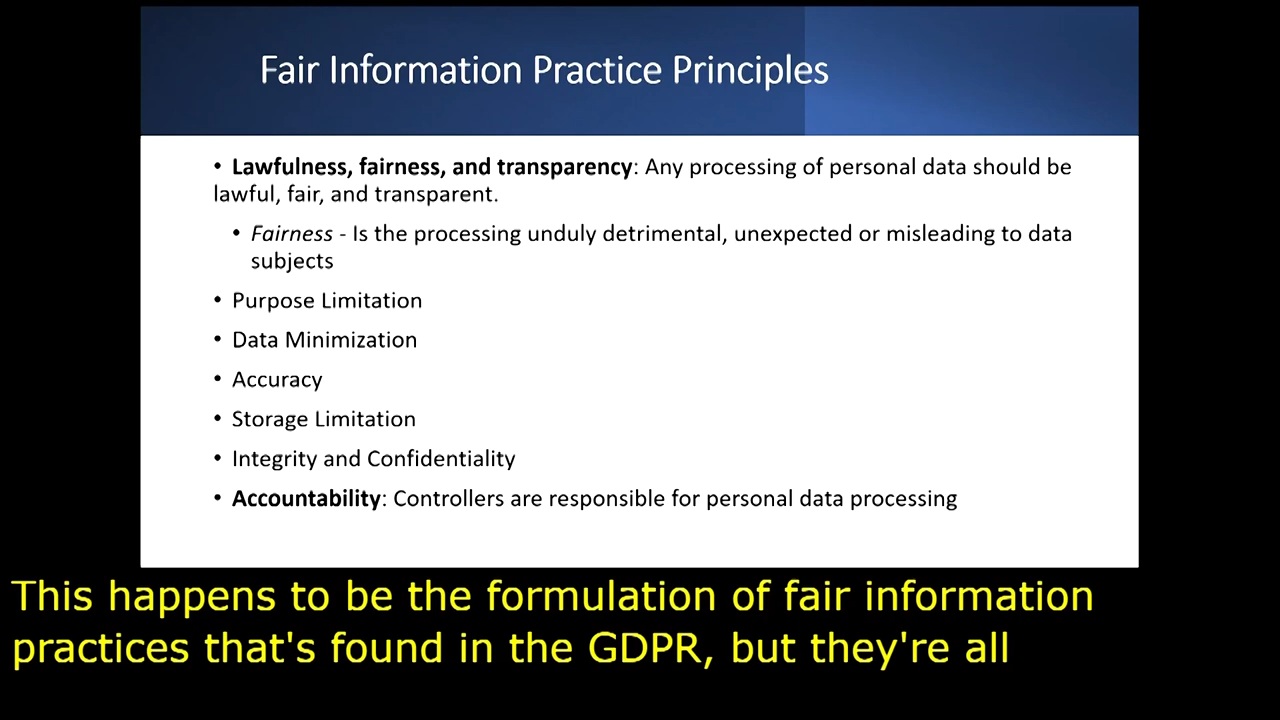 Fair Information Practice Principles
• Lawfulness, fairness, and transparency: Any processing of personal data should be
lawful, fair, and transparent.
• Fairness - Is the processing unduly detrimental, unexpected or misleading to data
subjects
• Purpose Limitation
• Data Minimization
• Accuracy
• Storage Limitation
• Integrity and Confidentiality
• Accountability: Controllers are responsible for personal data processing
This happens to be the formulation of fair information
practices that's found in the GDPR, but they're all